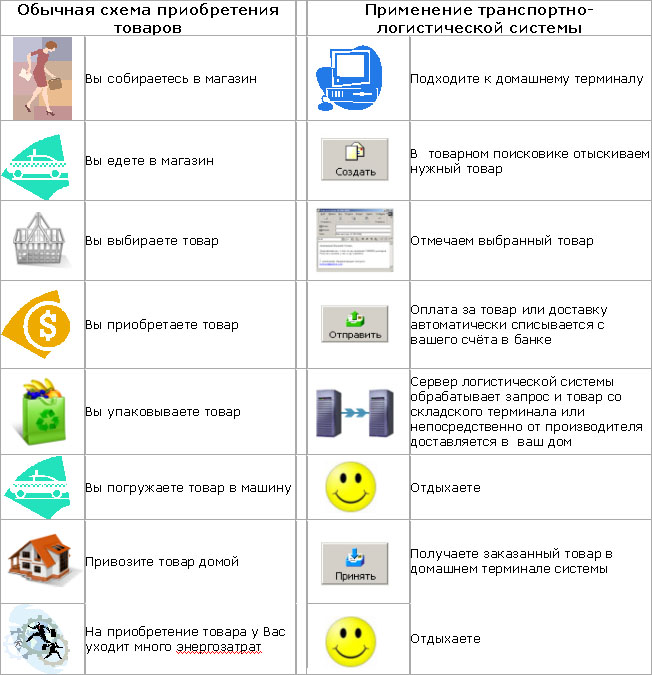 Обычная схема приобретения
товаров
Применение транспортно-
логистической системы
Вы собираетесь в магазин
Подходите к домашнему терминалу
Вы едете в магазин
Создать
В товарном поисковике отыскиваем
нужный товар
Вы выбираете товар
Отмечаем выбранный товар
Вы приобретаете товар
Отправить
Оплата за товар или доставку
автоматически списывается с
вашего счёта в банке
Вы упаковываете товар
Сервер логистической системы
обрабатывает запрос и товар со
складского терминала или
непосредственно от производителя
доставляется в ваш дом
Вы погружаете товар в машину
Отдыхаете
Привозите товар домой
Принять
Получаете заказанный товар в
домашнем терминале системы
На приобретение товара у Вас
уходит много энергозатрат
Отдыхаете